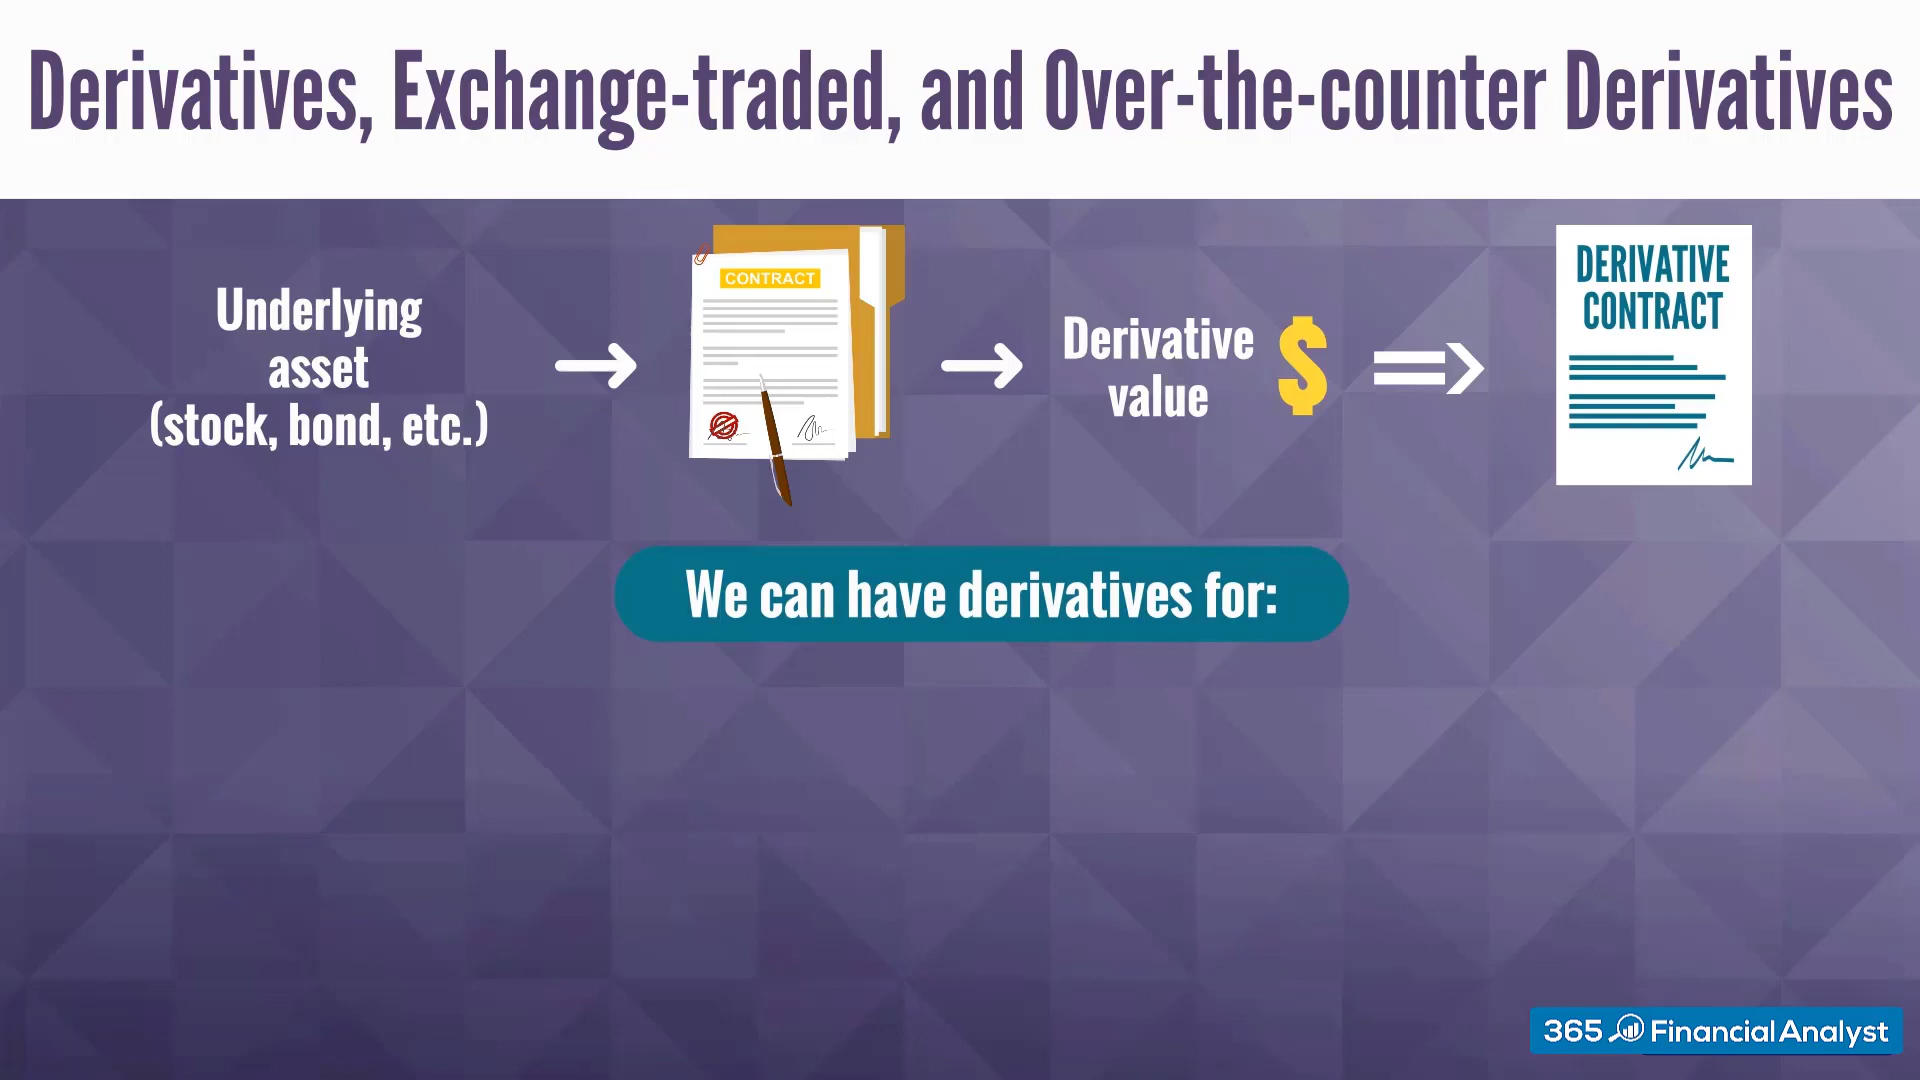 Derivatives, Exchange-traded, and Over-the-counter Derivatives
Underlying
asset
(stock, bond, etc.)
CONTRACT
Derivative
value
$
DERIVATIVE
CONTRACT
We can have derivatives for:
365 Financial Analyst